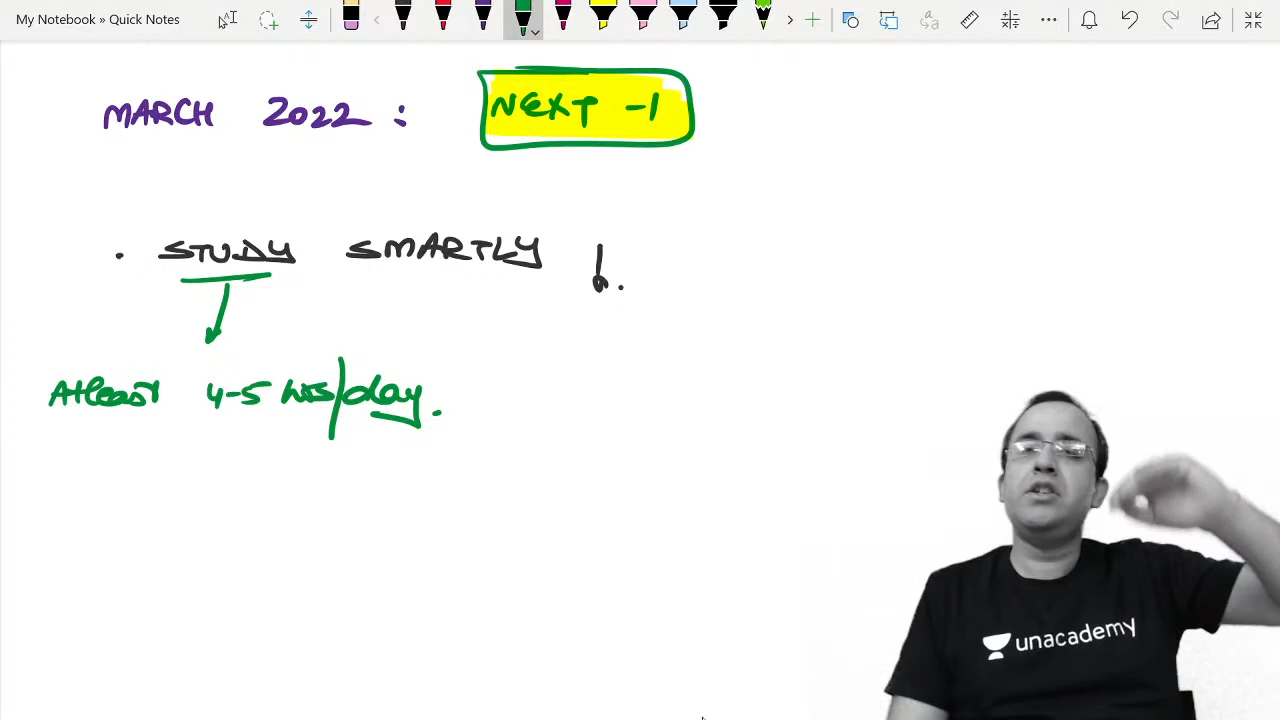 My Notebook » Quick Notes
MARCH 2022 : NEXT -1
. STUDY SMARTLY !.
Atleast 4-5 hrs/day.
unacademy